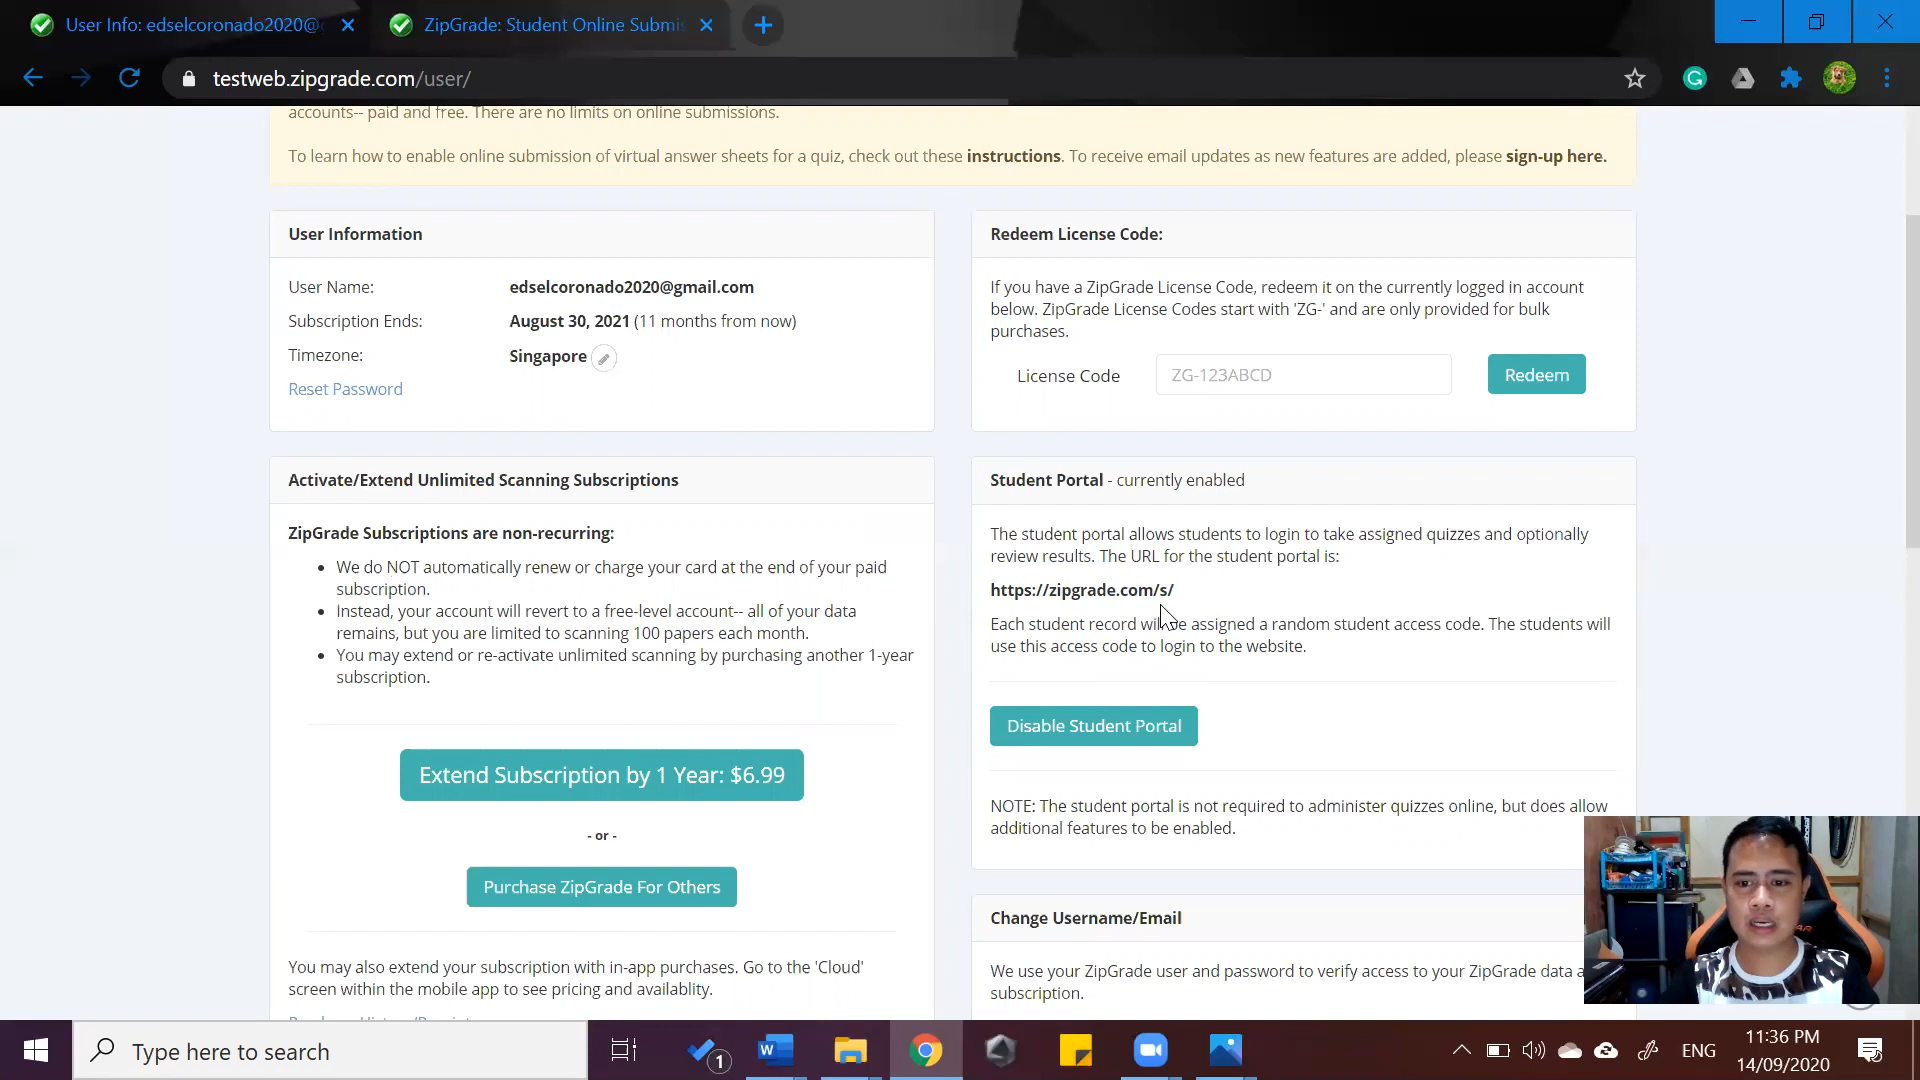 User Info: edselcoronado2020@
ZipGrade: Student Online Submi
testweb.zipgrade.com/user/
accounts-- paid and free. There are no limits on online submissions.
To learn how to enable online submission of virtual answer sheets for a quiz, check out these instructions. To receive email updates as new features are added, please sign-up here.
User Information
User Name: edselcoronado2020@gmail.com
Subscription Ends: August 30, 2021 (11 months from now)
Timezone: Singapore
Reset Password
Redeem License Code:
If you have a ZipGrade License Code, redeem it on the currently logged in account
below. ZipGrade License Codes start with 'ZG-' and are only provided for bulk
purchases.
License Code ZG-123ABCD Redeem
Activate/Extend Unlimited Scanning Subscriptions
ZipGrade Subscriptions are non-recurring:
• We do NOT automatically renew or charge your card at the end of your paid
subscription.
• Instead, your account will revert to a free-level account-- all of your data
remains, but you are limited to scanning 100 papers each month.
• You may extend or re-activate unlimited scanning by purchasing another 1-year
subscription.
Extend Subscription by 1 Year: $6.99
- or -
Purchase ZipGrade For Others
You may also extend your subscription with in-app purchases. Go to the 'Cloud'
screen within the mobile app to see pricing and availablity.
Student Portal - currently enabled
The student portal allows students to login to take assigned quizzes and optionally
review results. The URL for the student portal is:
https://zipgrade.com/s/
Each student record will be assigned a random student access code. The students will
use this access code to login to the website.
Disable Student Portal
NOTE: The student portal is not required to administer quizzes online, but does allow
additional features to be enabled.
Change Username/Email
We use your ZipGrade user and password to verify access to your ZipGrade data a
subscription.
Type here to search
1
ENG
11:36 PM
14/09/2020